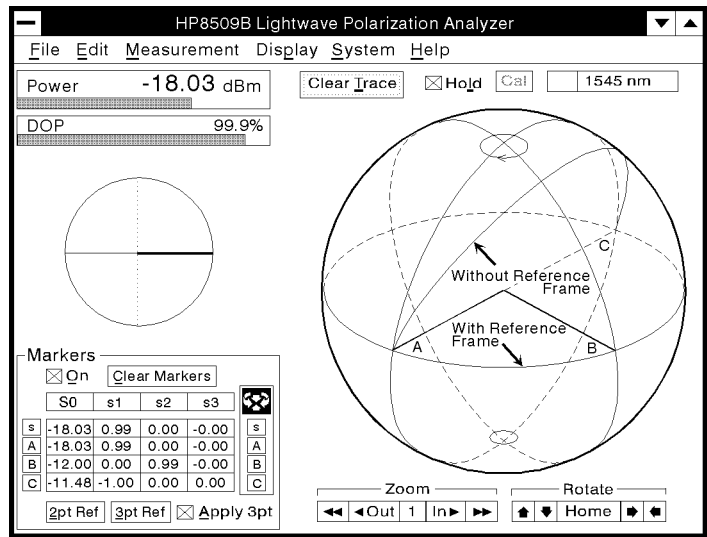 HP8509B Lightwave Polarization Analyzer
File Edit Measurement Display System Help
Power -18.03 dBm
Clear Trace Hold Cal 1545 nm
DOP 99.9%
C
Without Reference
Frame
With Reference
Frame
A B
Markers
On Clear Markers
S0 s1 s2 s3
s -18.03 0.99 0.00 -0.00 s
A -18.03 0.99 0.00 -0.00 A
B -12.00 0.00 0.99 -0.00 B
C -11.48 -1.00 0.00 0.00 C
2pt Ref 3pt Ref Apply 3pt
Zoom
Out 1 In
Rotate
Home